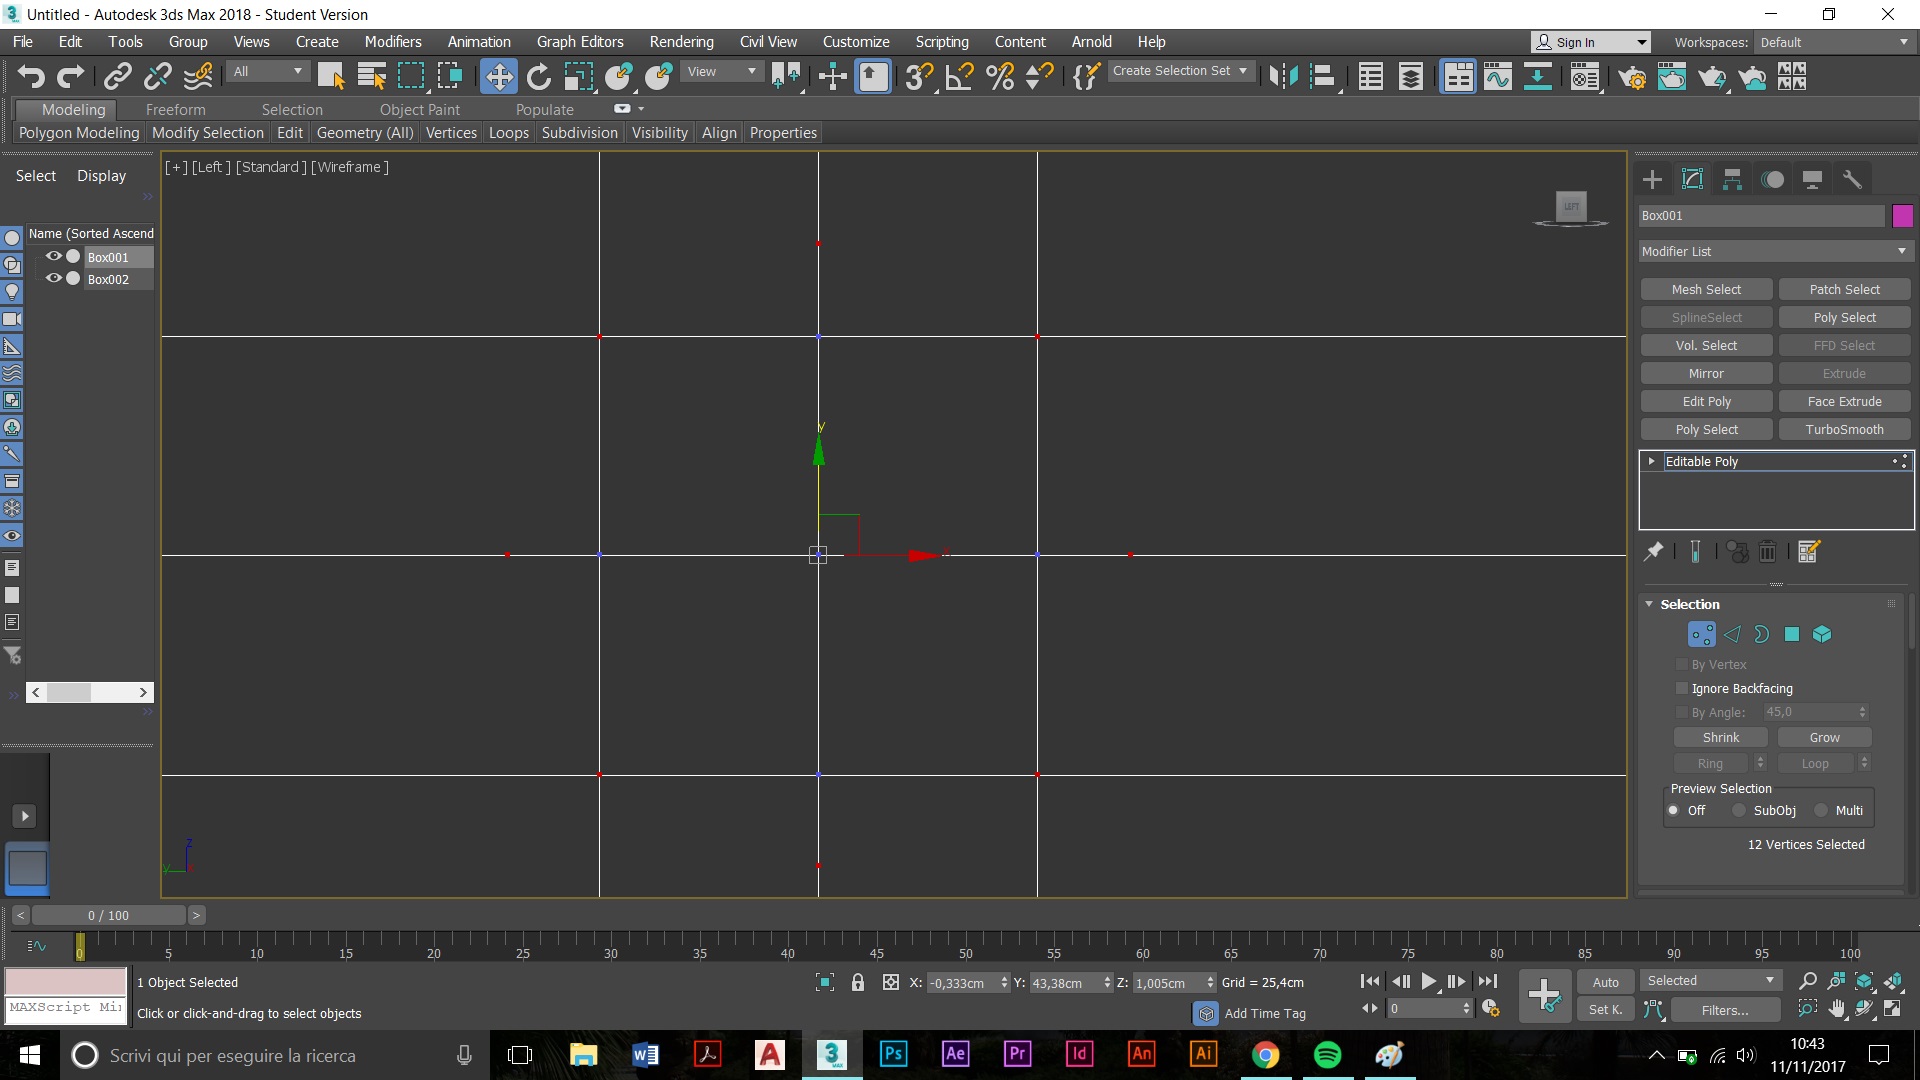 Untitled - Autodesk 3ds Max 2018 - Student Version
File Edit Tools Group Views Create Modifiers Animation Graph Editors Rendering Civil View Customize Scripting Content Arnold Help Sign In Workspaces: Default
All View Create Selection Set
Modeling Freeform Selection Object Paint Populate
Polygon Modeling Modify Selection Edit Geometry (All) Vertices Loops Subdivision Visibility Align Properties
Select Display
[+] [Left ] [Standard ] [Wireframe ]
LEFT
Name (Sorted Ascend
Box001
Box002
y
x
z
y
Box001
Modifier List
Mesh Select Patch Select
SplineSelect Poly Select
Vol. Select FFD Select
Mirror Extrude
Edit Poly Face Extrude
Poly Select TurboSmooth
Editable Poly
Selection
By Vertex
Ignore Backfacing
By Angle: 45,0
Shrink Grow
Ring Loop
Preview Selection
Off SubObj Multi
12 Vertices Selected
< 0 / 100 >
0 5 10 15 20 25 30 35 40 45 50 55 60 65 70 75 80 85 90 95 100
1 Object Selected X: -0,333cm Y: 43,38cm Z: 1,005cm Grid = 25,4cm Auto Selected
MAXScript Mi Click or click-and-drag to select objects Add Time Tag 0 Set K. Filters...
Scrivi qui per eseguire la ricerca W A 3 MAX Ps Ae Pr Id An Ai 10:43
11/11/2017